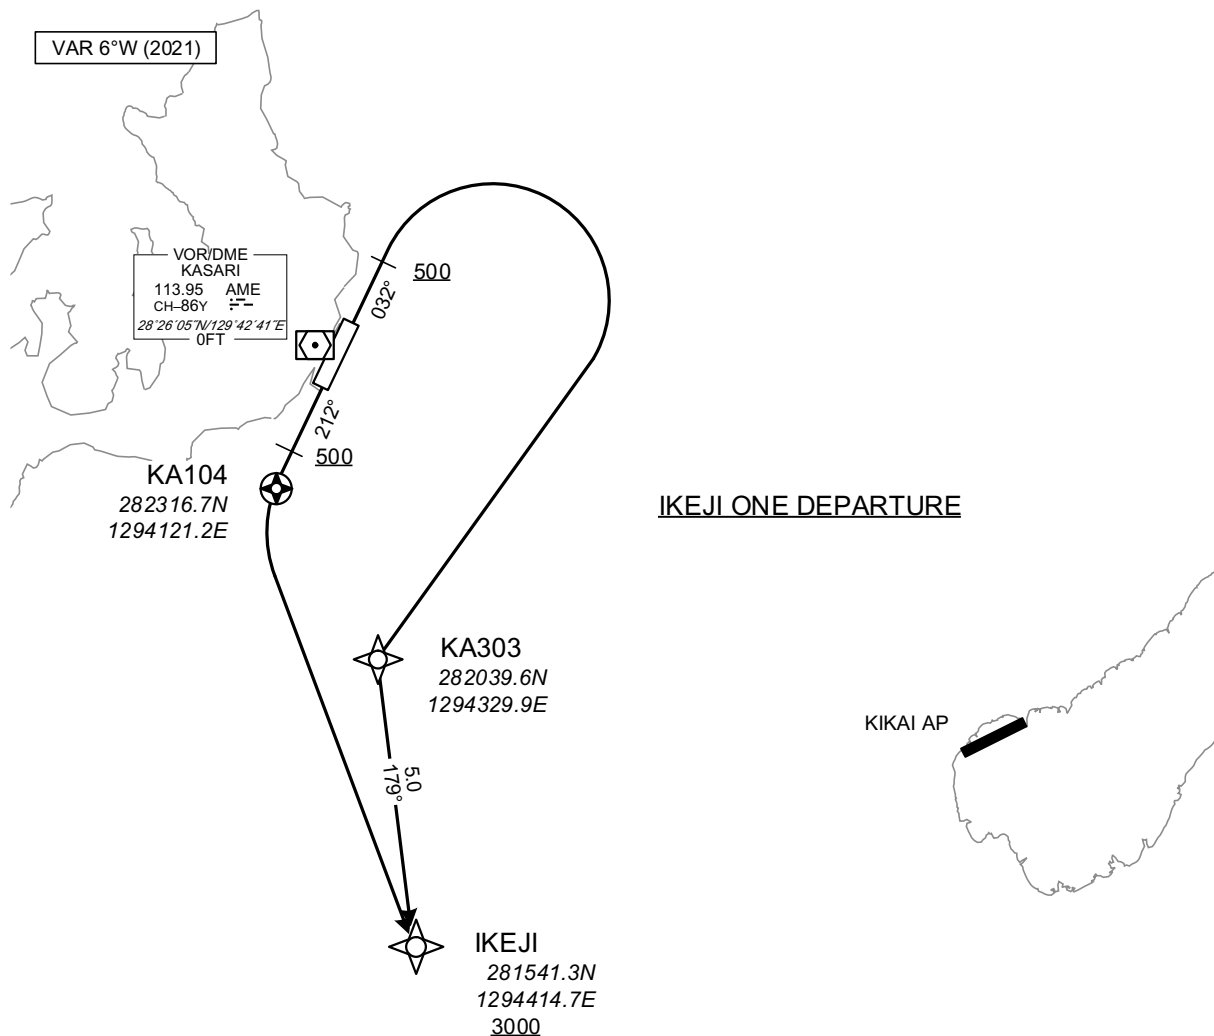 VAR 6°W (2021)
VOR/DME
KASARI
113.95 AME
CH–86Y
28°26'05"N/129°42'41"E
0FT
500
032°
212°
500
KA104
282316.7N
1294121.2E
IKEJI ONE DEPARTURE
KA303
282039.6N
1294329.9E
KIKAI AP
5.0
179°
IKEJI
281541.3N
1294414.7E
3000